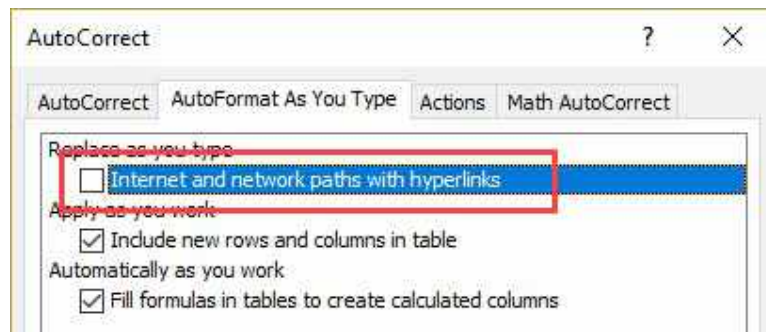 AutoCorrect ?
AutoCorrect AutoFormat As You Type Actions Math AutoCorrect
Replace as you type
Internet and network paths with hyperlinks
Apply as you work
Include new rows and columns in table
Automatically as you work
Fill formulas in tables to create calculated columns